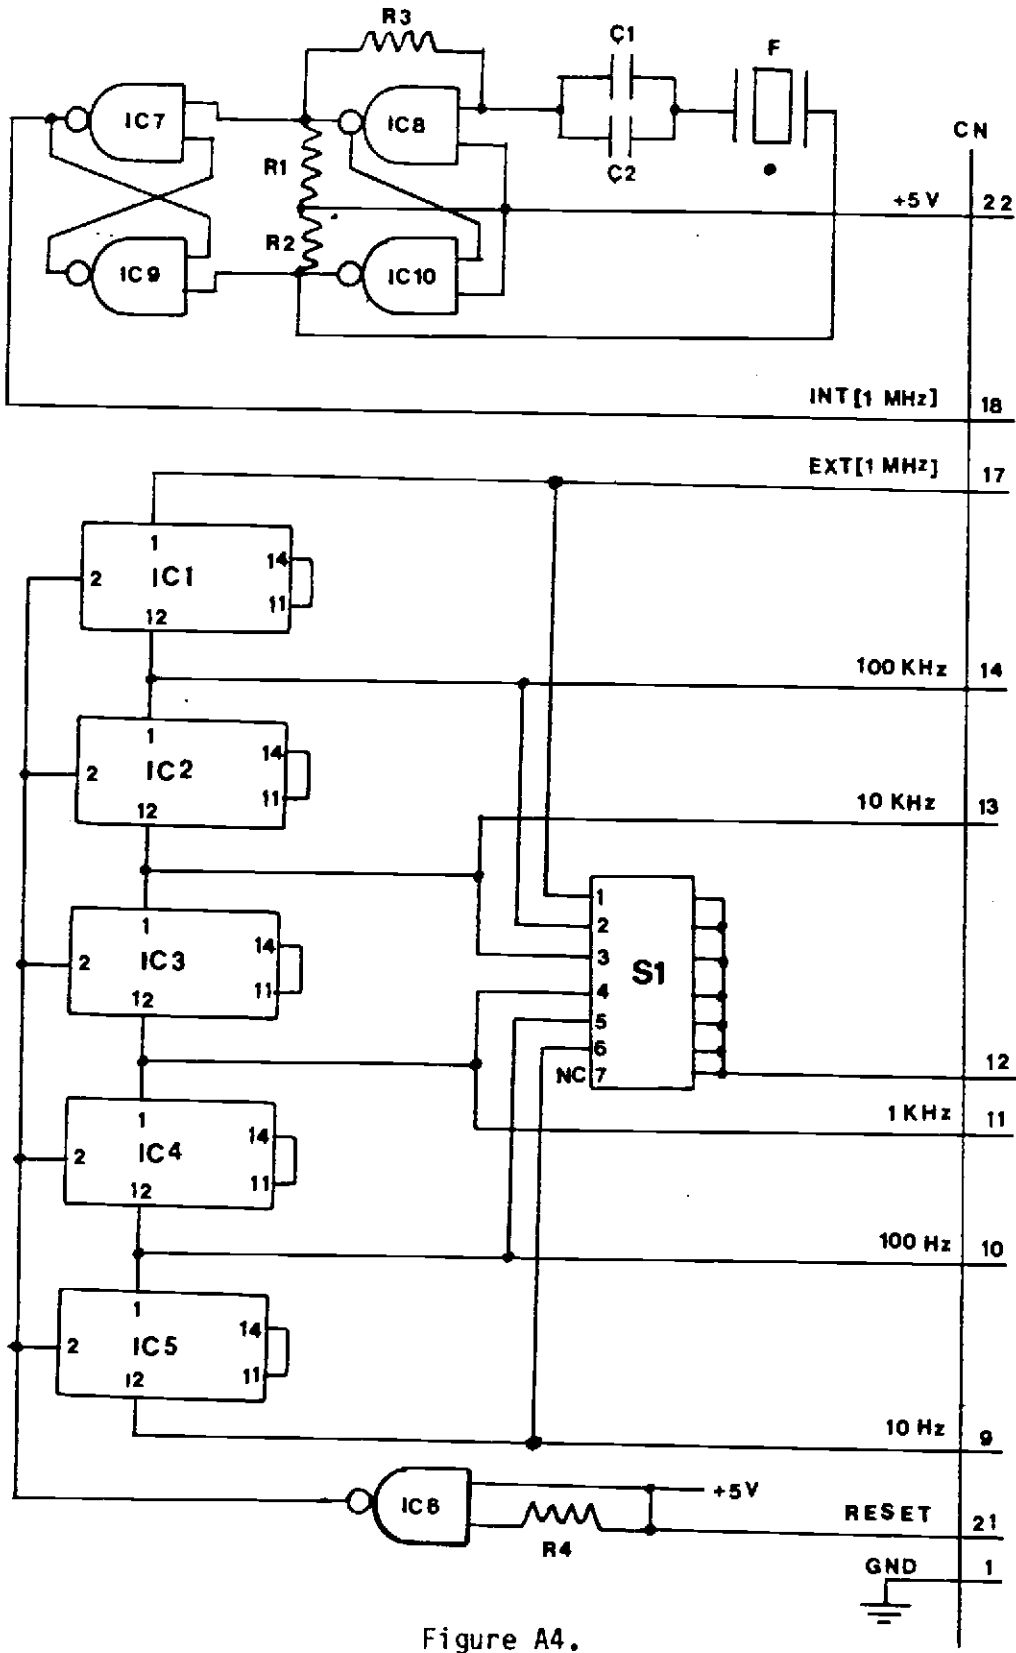 R3
C1
F
IC7
IC8
CN
R1
C2
+5 V
22
R2
IC9
IC10
INT[1 MHz]
18
EXT[1 MHz]
17
1
14
2
IC1
11
12
100 KHz
14
1
14
2
IC2
11
12
10 KHz
13
1
14
2
IC3
11
12
1
2
3
4
5
6
NC 7
S1
12
1 KHz
11
1
14
2
IC4
11
12
100 Hz
10
1
14
2
IC5
11
12
10 Hz
9
IC6
+5V
R4
RESET
21
GND
1
Figure A4.